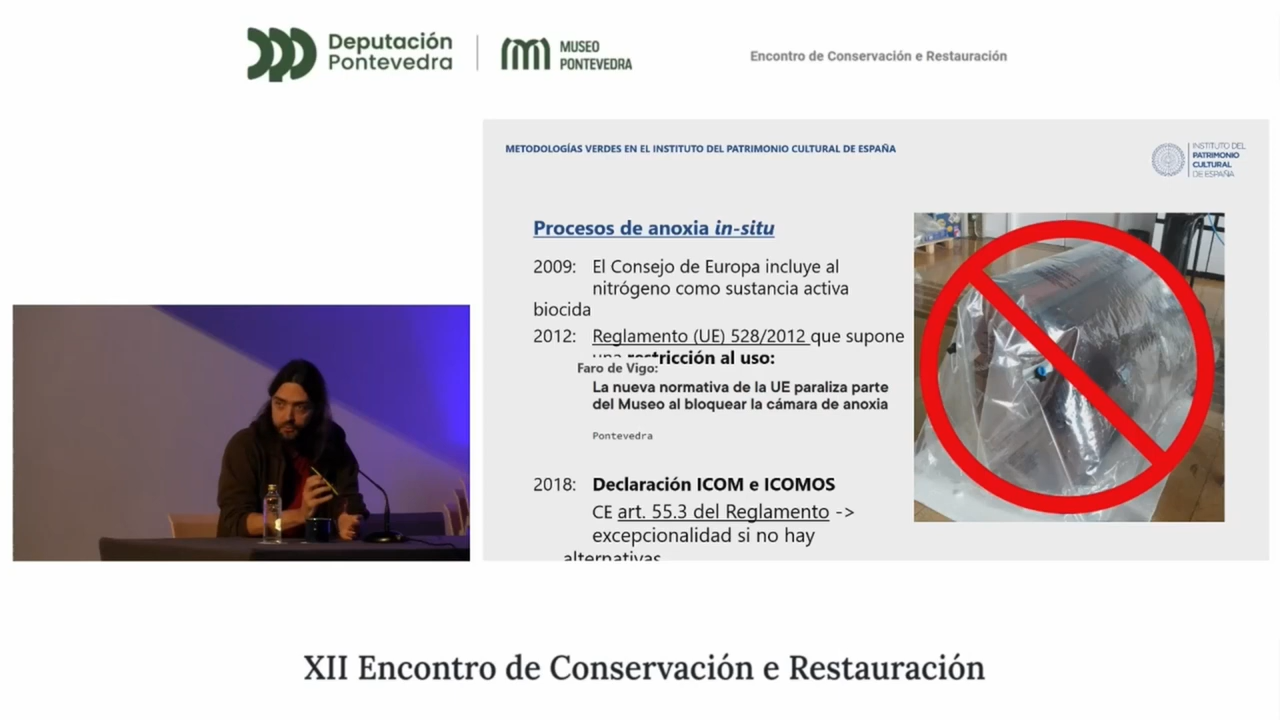 Deputación
Pontevedra
MUSEO
PONTEVEDRA
Encontro de Conservación e Restauración
METODOLOGÍAS VERDES EN EL INSTITUTO DEL PATRIMONIO CULTURAL DE ESPAÑA
INSTITUTO DEL
PATRIMONIO
CULTURAL
DE ESPAÑA
Procesos de anoxia in-situ
2009: El Consejo de Europa incluye al
nitrógeno como sustancia activa
biocida
2012: Reglamento (UE) 528/2012 que supone
una restricción al uso:
Faro de Vigo:
La nueva normativa de la UE paraliza parte
del Museo al bloquear la cámara de anoxia
Pontevedra
2018: Declaración ICOM e ICOMOS
CE art. 55.3 del Reglamento ->
excepcionalidad si no hay
alternativas
XII Encontro de Conservación e Restauración